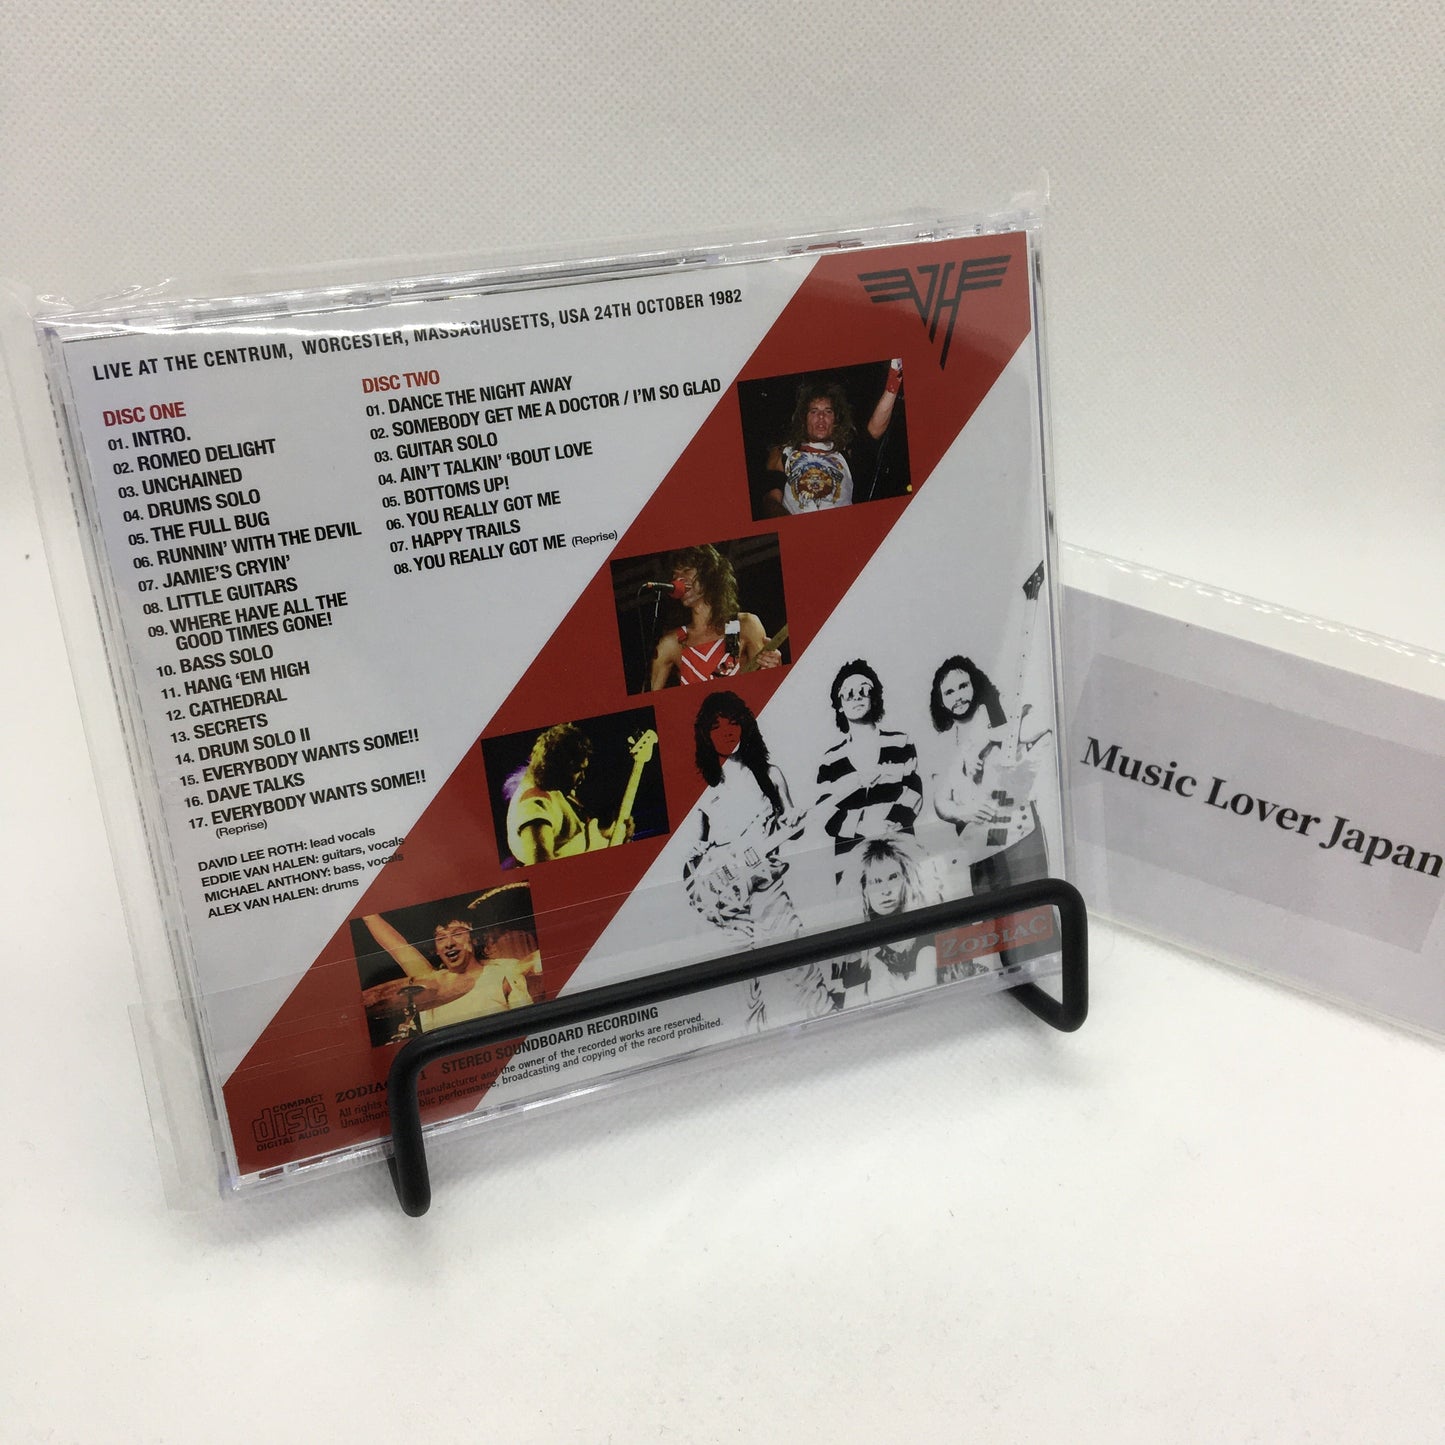 LIVE AT THE CENTRUM, WORCESTER, MASSACHUSETTS, USA 24TH OCTOBER 1982
DISC ONE
01. INTRO.
02. ROMEO DELIGHT
03. UNCHAINED
04. DRUMS SOLO
05. THE FULL BUG
06. RUNNIN' WITH THE DEVIL
07. JAMIE'S CRYIN'
08. LITTLE GUITARS
09. WHERE HAVE ALL THE
GOOD TIMES GONE!
10. BASS SOLO
11. HANG 'EM HIGH
12. CATHEDRAL
13. SECRETS
14. DRUM SOLO II
15. EVERYBODY WANTS SOME!!
16. DAVE TALKS
17. EVERYBODY WANTS SOME!!
(Reprise)
DAVID LEE ROTH: lead vocals
EDDIE VAN HALEN: guitars, vocals
MICHAEL ANTHONY: bass, vocals
ALEX VAN HALEN: drums
DISC TWO
01. DANCE THE NIGHT AWAY
02. SOMEBODY GET ME A DOCTOR / I'M SO GLAD
03. GUITAR SOLO
04. AIN'T TALKIN' 'BOUT LOVE
05. BOTTOMS UP!
06. YOU REALLY GOT ME
07. HAPPY TRAILS
08. YOU REALLY GOT ME (Reprise)
VH
ZODIAC
COMPACT
disc
DIGITAL AUDIO
ZODIAC STEREO SOUNDBOARD RECORDING
All rights manufacturer and the owner of the recorded works are reserved.
performance, broadcasting and copying of the record prohibited.
Music Lover Japan